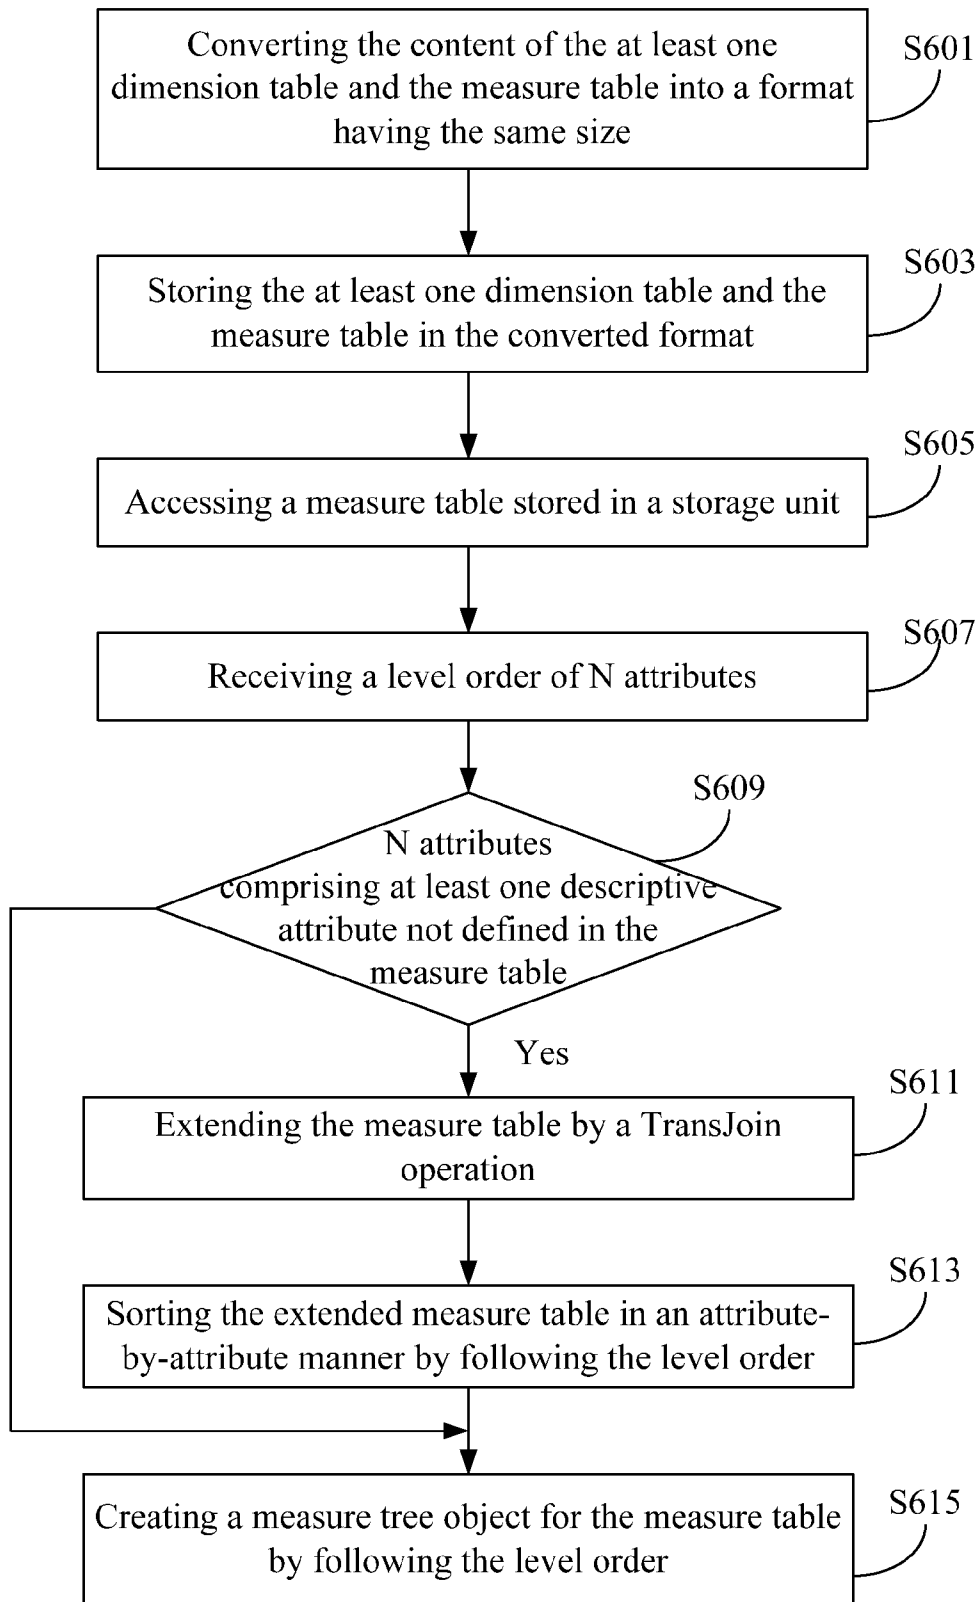 Converting the content of the at least one
dimension table and the measure table into a format
having the same size
S601
Storing the at least one dimension table and the
measure table in the converted format
S603
Accessing a measure table stored in a storage unit
S605
Receiving a level order of N attributes
S607
N attributes
comprising at least one descriptive
attribute not defined in the
measure table
S609
Yes
Extending the measure table by a TransJoin
operation
S611
Sorting the extended measure table in an attribute-
by-attribute manner by following the level order
S613
Creating a measure tree object for the measure table
by following the level order
S615